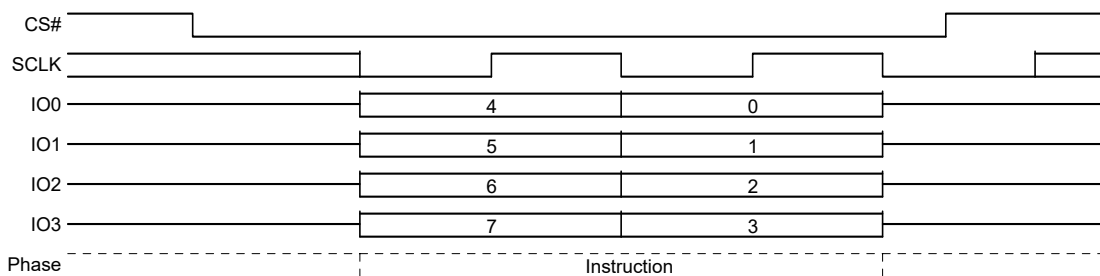 CS#
SCLK
IO0 4 0
IO1 5 1
IO2 6 2
IO3 7 3
Phase Instruction